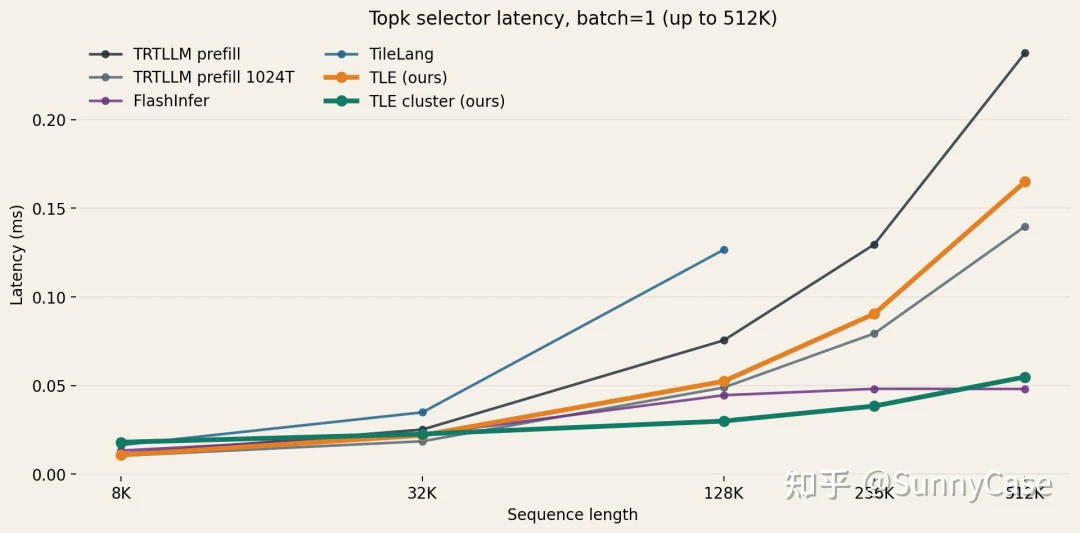 Topk selector latency, batch=1 (up to 512K)
TRTLLM prefill
TRTLLM prefill 1024T
FlashInfer
TileLang
TLE (ours)
TLE cluster (ours)
Latency (ms)
0.20
0.15
0.10
0.05
0.00
8K 32K 128K 256K 512K
Sequence length
知乎 @SunnyCase